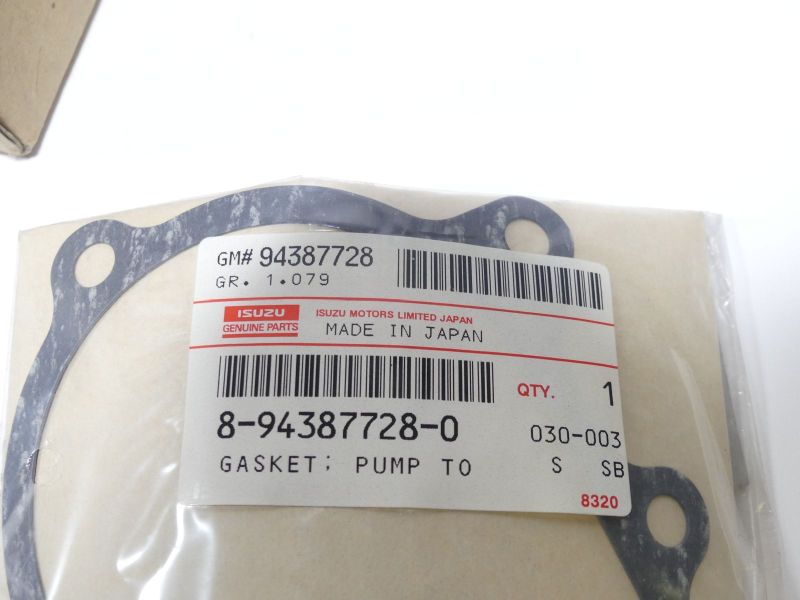 GM# 94387728
GR. 1.079
ISUZU
GENUINE PARTS
ISUZU MOTORS LIMITED JAPAN
MADE IN JAPAN
QTY. 1
8-94387728-0
030-003
GASKET; PUMP TO
S SB
8320